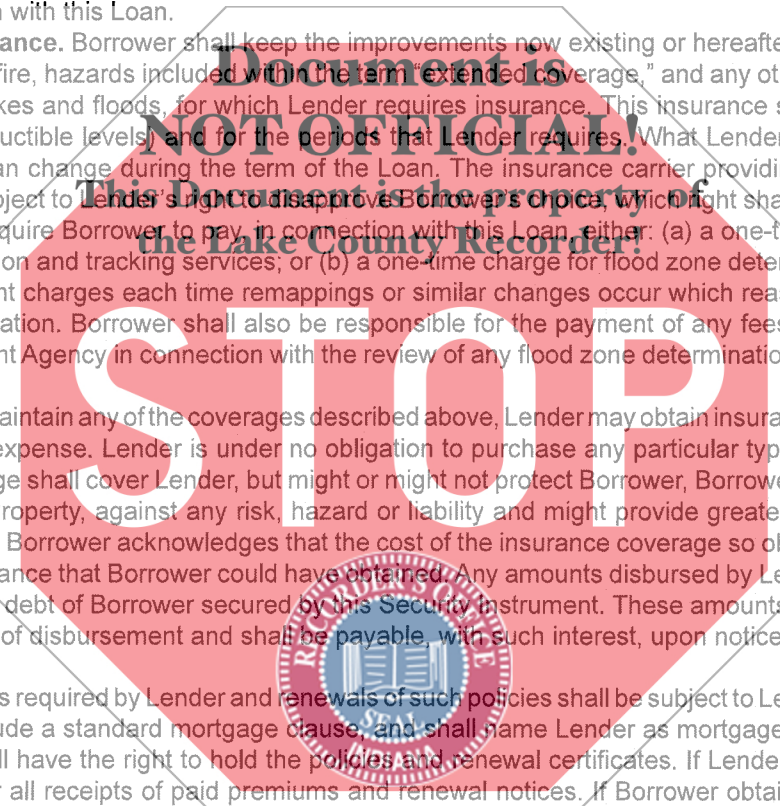 with this Loan.
ance. Borrower shall keep the improvements now existing or hereafte
fire, hazards included within the term "extended coverage," and any ot
kes and floods, for which Lender requires insurance. This insurance s
uctible levels) and for the periods that Lender requires. What Lender
an change during the term of the Loan. The insurance carrier providi
ject to Lender's right to disapprove Borrower's choice, which right sha
quire Borrower to pay, in connection with this Loan, either: (a) a one-t
on and tracking services; or (b) a one-time charge for flood zone dete
nt charges each time remappings or similar changes occur which rea
ation. Borrower shall also be responsible for the payment of any fees
nt Agency in connection with the review of any flood zone determinatio
aintain any of the coverages described above, Lender may obtain insura
expense. Lender is under no obligation to purchase any particular typ
ge shall cover Lender, but might or might not protect Borrower, Borrowe
roperty, against any risk, hazard or liability and might provide greate
Borrower acknowledges that the cost of the insurance coverage so ob
ance that Borrower could have obtained. Any amounts disbursed by Le
debt of Borrower secured by this Security Instrument. These amounts
of disbursement and shall be payable, with such interest, upon notice
s required by Lender and renewals of such policies shall be subject to Le
ude a standard mortgage clause, and shall name Lender as mortgage
ll have the right to hold the policies and renewal certificates. If Lender
all receipts of paid premiums and renewal notices. If Borrower obtai
Document is
NOT OFFICIAL!
This Document is the property of
the Lake County Recorder!
STOP
RECORDER'S OFFICE
SEAL
INDIANA